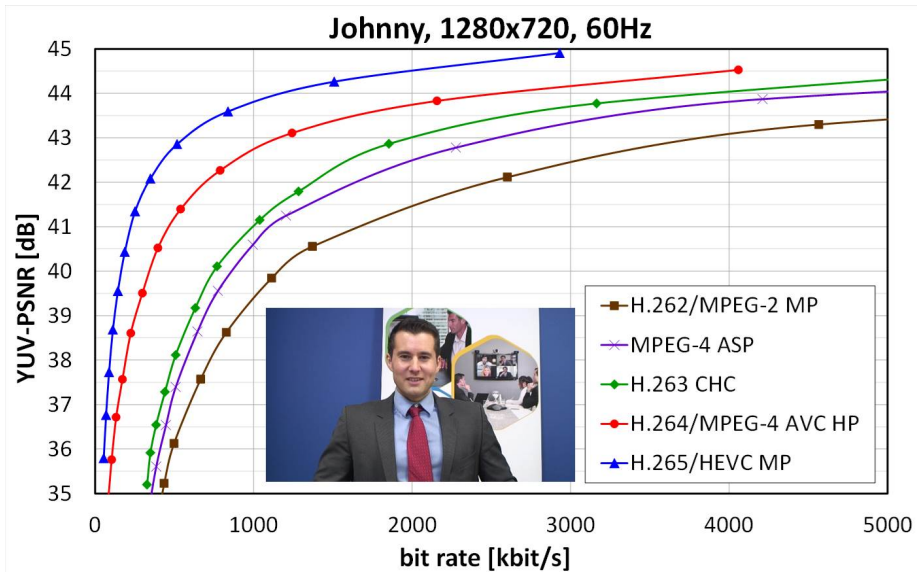 Johnny, 1280x720, 60Hz
YUV-PSNR [dB]
45
44
43
42
41
40
39
38
37
36
35
0 1000 2000 3000 4000 5000
bit rate [kbit/s]
H.262/MPEG-2 MP
MPEG-4 ASP
H.263 CHC
H.264/MPEG-4 AVC HP
H.265/HEVC MP